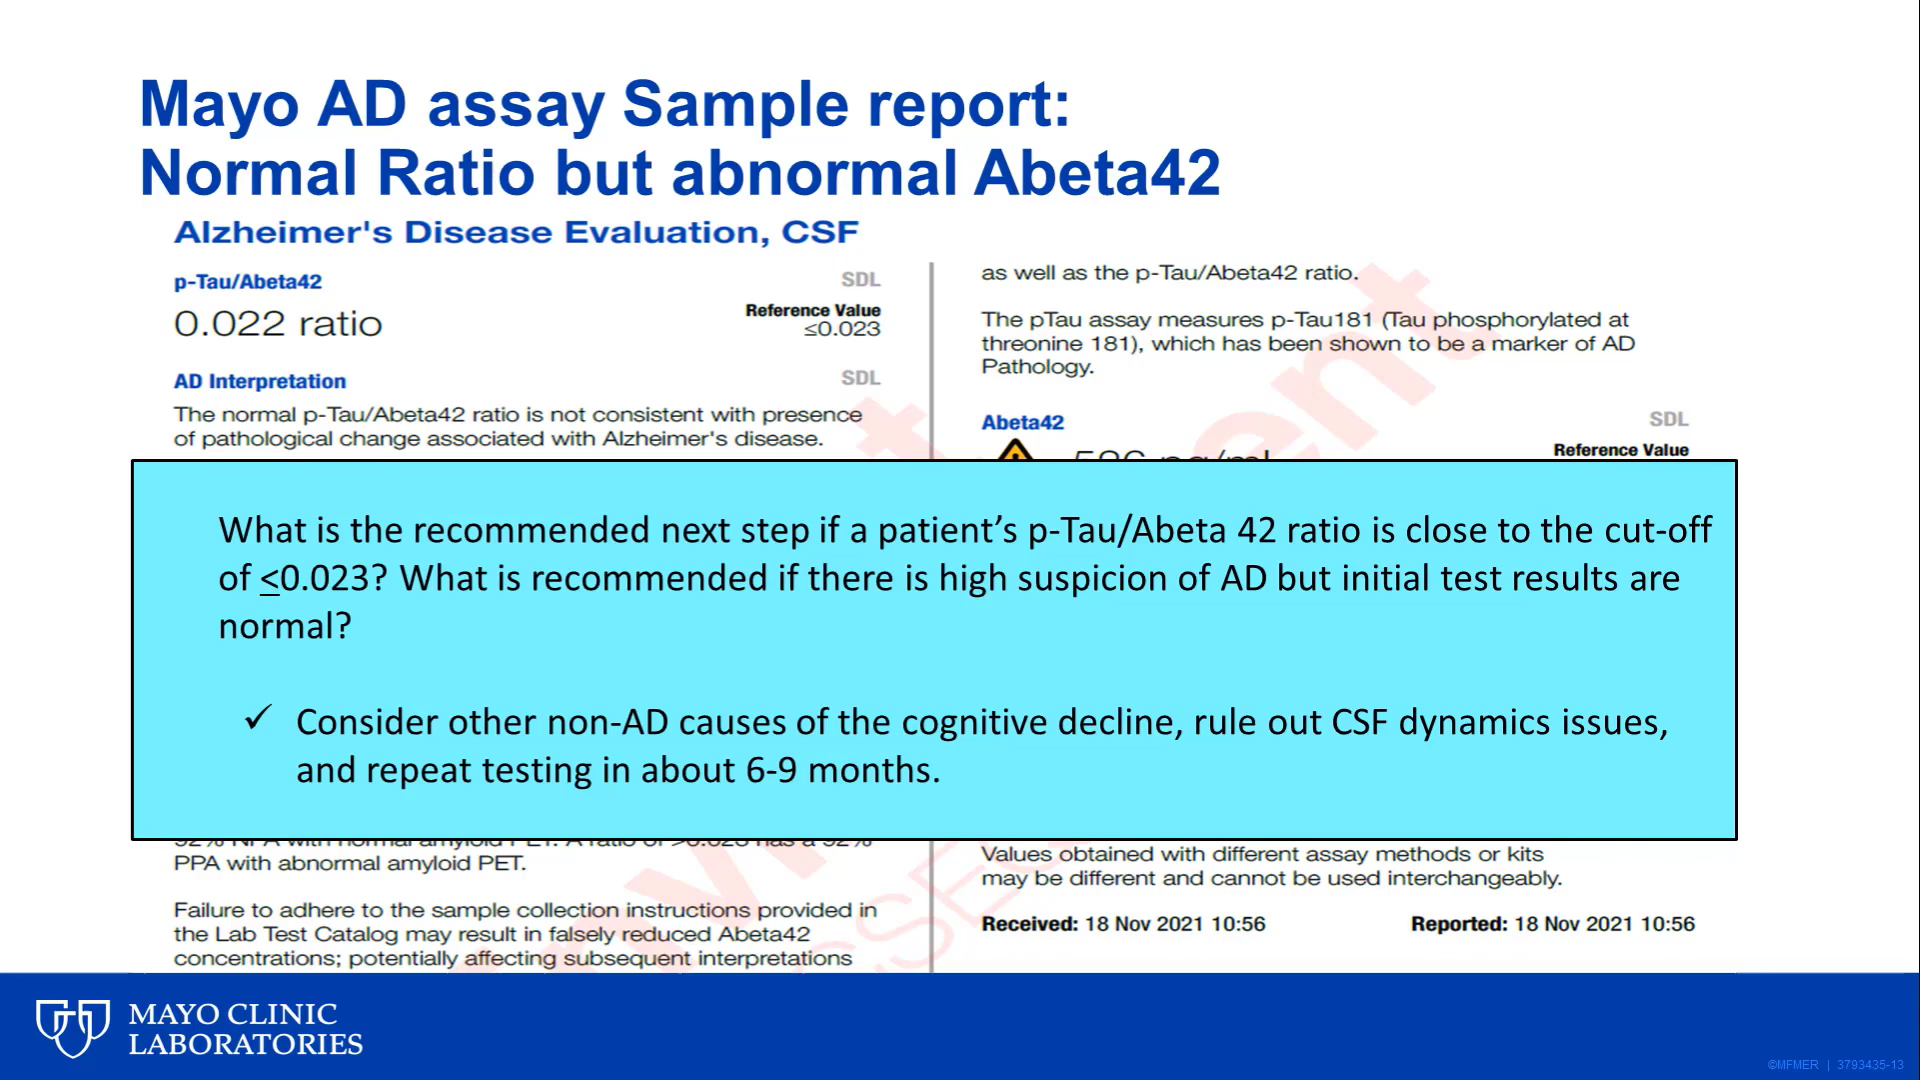 Mayo AD assay Sample report:
Normal Ratio but abnormal Abeta42
Alzheimer's Disease Evaluation, CSF
p-Tau/Abeta42 SDL
Reference Value
0.022 ratio ≤0.023
AD Interpretation SDL
The normal p-Tau/Abeta42 ratio is not consistent with presence
of pathological change associated with Alzheimer's disease.
as well as the p-Tau/Abeta42 ratio.
The pTau assay measures p-Tau181 (Tau phosphorylated at
threonine 181), which has been shown to be a marker of AD
Pathology.
Abeta42 SDL
Reference Value
What is the recommended next step if a patient’s p-Tau/Abeta 42 ratio is close to the cut-off
of <0.023? What is recommended if there is high suspicion of AD but initial test results are
normal?
✓ Consider other non-AD causes of the cognitive decline, rule out CSF dynamics issues,
and repeat testing in about 6-9 months.
PPA with abnormal amyloid PET.
Failure to adhere to the sample collection instructions provided in
the Lab Test Catalog may result in falsely reduced Abeta42
concentrations; potentially affecting subsequent interpretations
Values obtained with different assay methods or kits
may be different and cannot be used interchangeably.
Received: 18 Nov 2021 10:56 Reported: 18 Nov 2021 10:56
MAYO CLINIC
LABORATORIES
©MFMER | 3793435-13